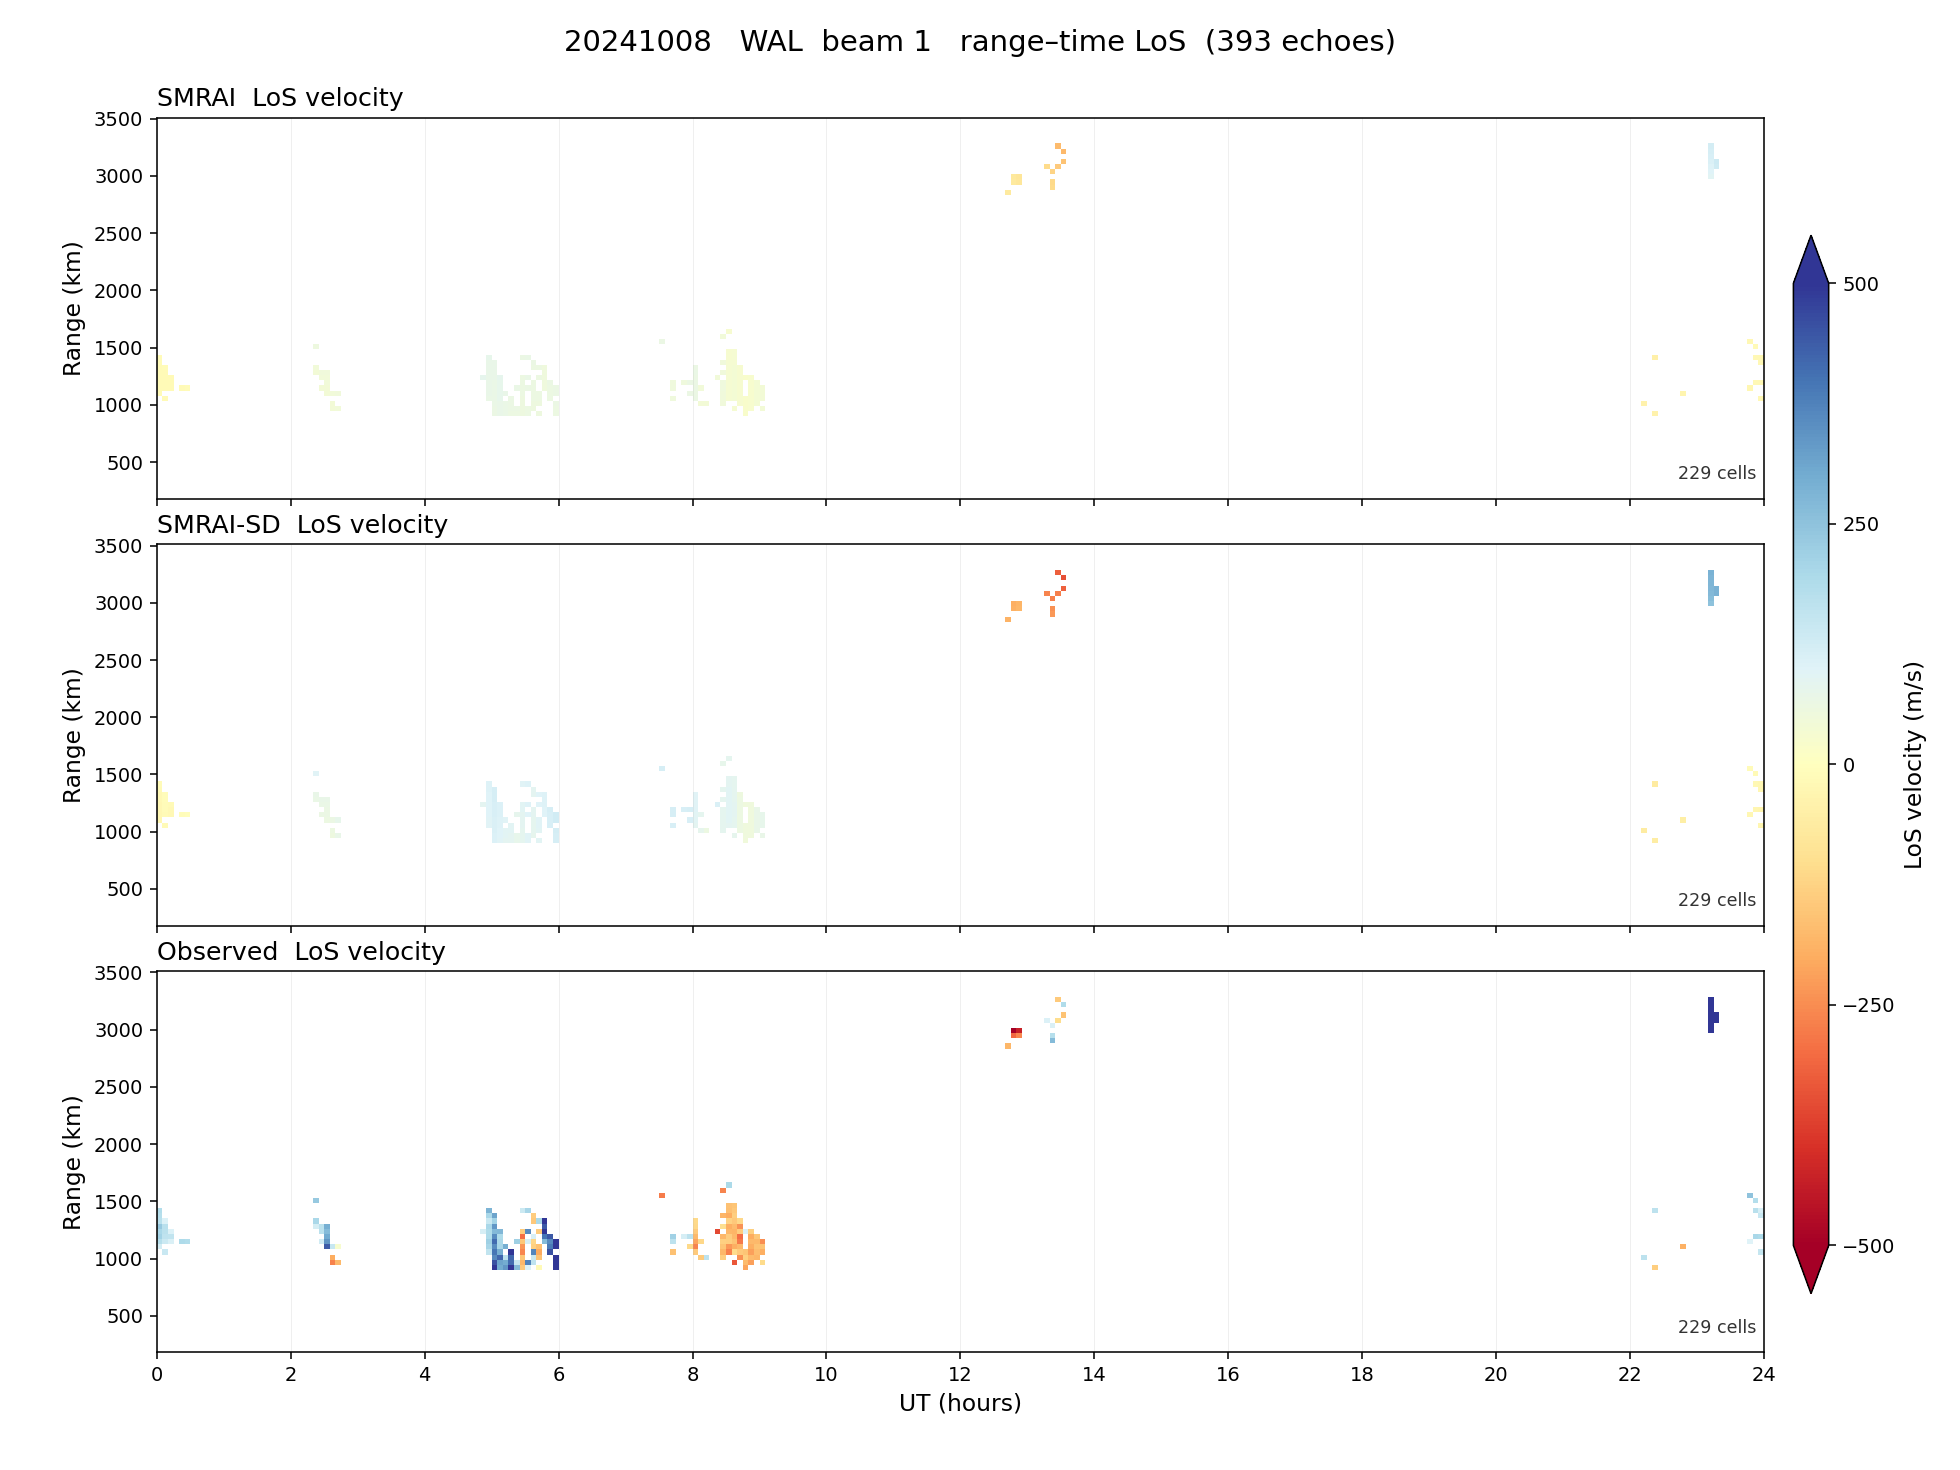 20241008   WAL  beam 1   range–time LoS  (393 echoes)
SMRAI  LoS velocity
3500
3000
2500
2000
1500
1000
500
Range (km)
229 cells
SMRAI-SD  LoS velocity
3500
3000
2500
2000
1500
1000
500
Range (km)
229 cells
Observed  LoS velocity
3500
3000
2500
2000
1500
1000
500
Range (km)
229 cells
0 2 4 6 8 10 12 14 16 18 20 22 24
UT (hours)
500
250
0
−250
−500
LoS velocity (m/s)